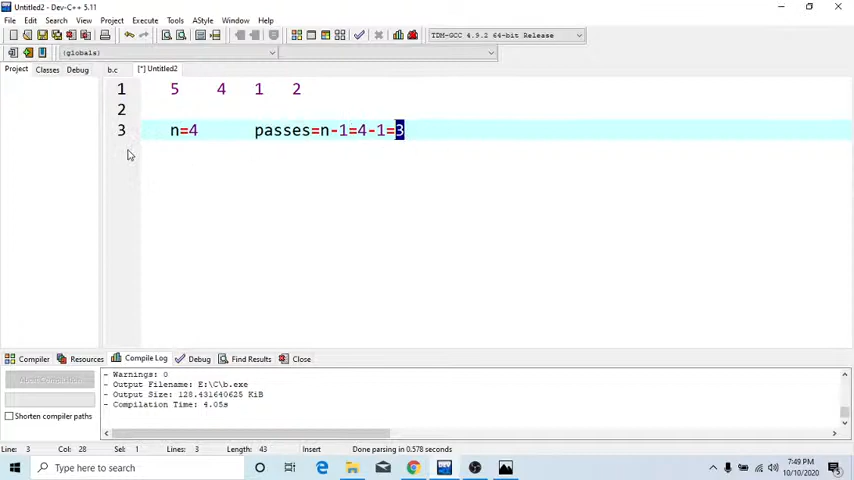 Untitled2 - Dev-C++ 5.11
File Edit Search View Project Execute Tools AStyle Window Help
TDM-GCC 4.9.2 64-bit Release
(globals)
Project Classes Debug b.c [*] Untitled2
1 5 4 1 2
2
3 n=4 passes=n-1=4-1=3
Compiler Resources Compile Log Debug Find Results Close
- Warnings: 0
- Output Filename: E:\C\b.exe
- Output Size: 128.431640625 KiB
- Compilation Time: 4.05s
Abort Compilation
Shorten compiler paths
Line: 3 Col: 28 Sel: 1 Lines: 3 Length: 43 Insert Done parsing in 0.578 seconds
Type here to search
DEV
7:49 PM
10/10/2020
5